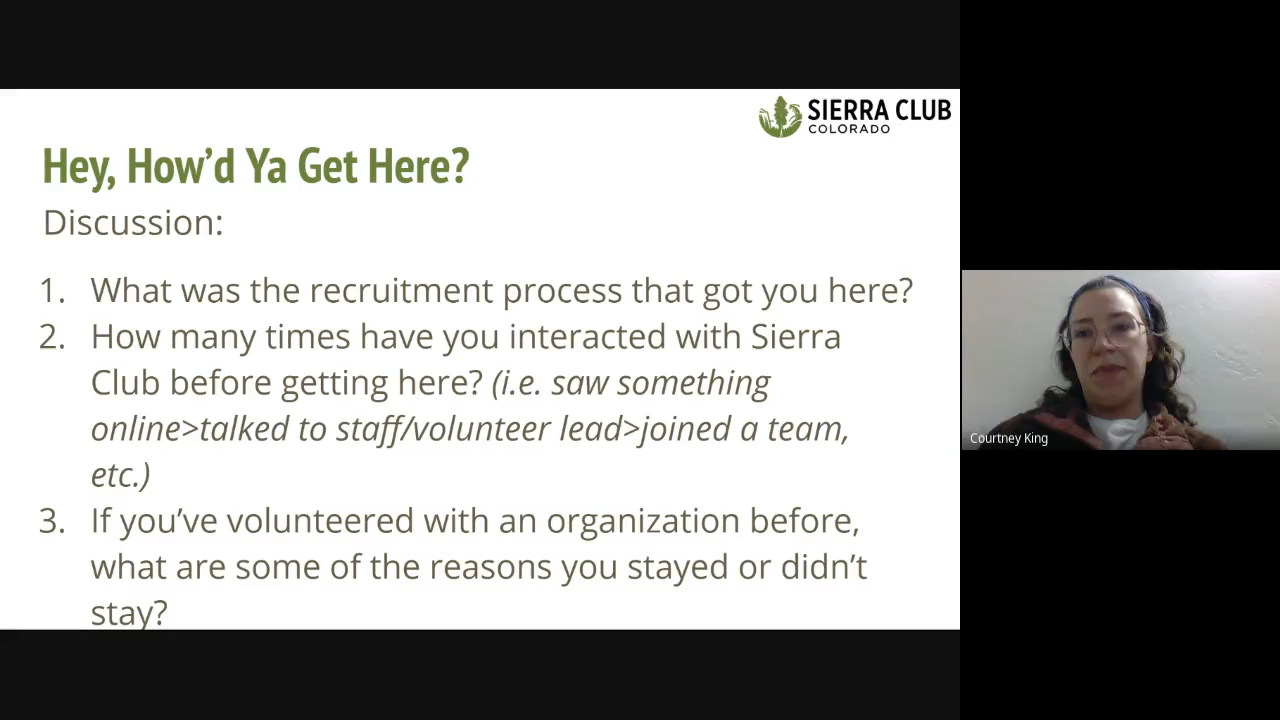 SIERRA CLUB
COLORADO
Hey, How’d Ya Get Here?
Discussion:
1. What was the recruitment process that got you here?
2. How many times have you interacted with Sierra
Club before getting here? (i.e. saw something
online>talked to staff/volunteer lead>joined a team,
etc.)
3. If you’ve volunteered with an organization before,
what are some of the reasons you stayed or didn’t
stay?
Courtney King